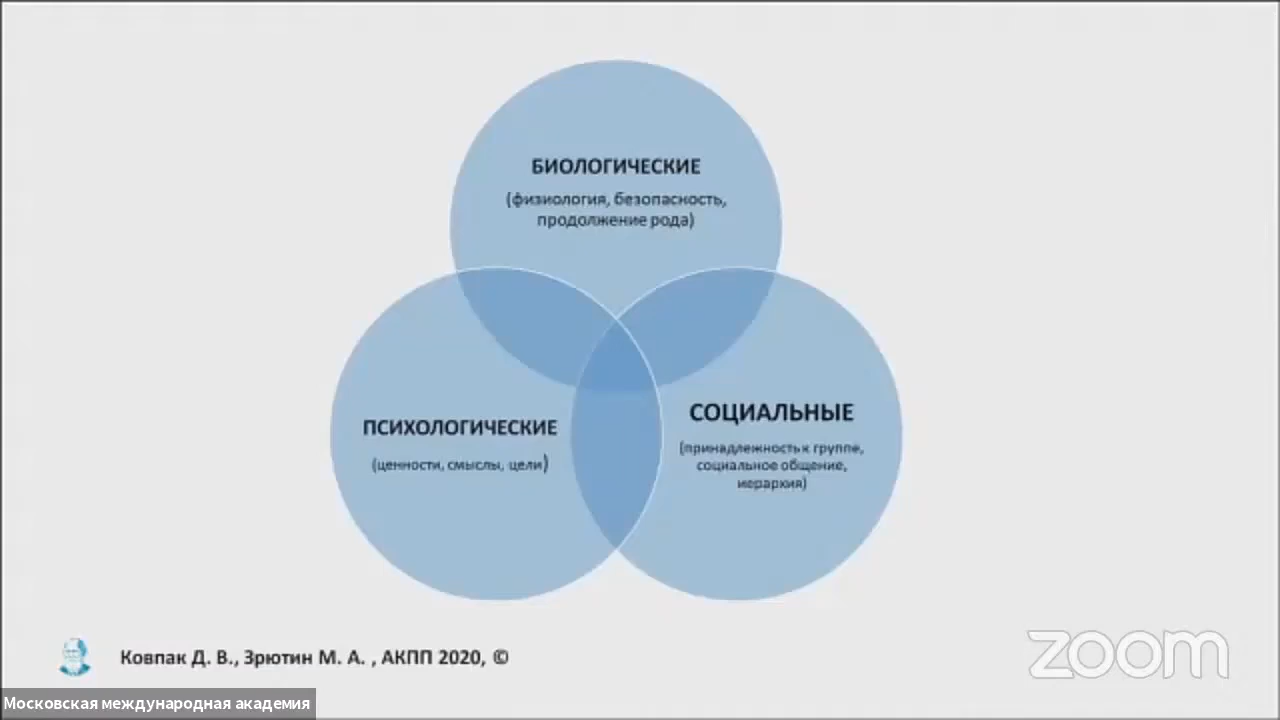 БИОЛОГИЧЕСКИЕ
(физиология, безопасность,
продолжение рода)
ПСИХОЛОГИЧЕСКИЕ
(ценности, смыслы, цели)
СОЦИАЛЬНЫЕ
(принадлежность к группе,
социальное общение,
иерархия)
Ковпак Д. В., Зрютин М. А. , АКПП 2020, ©
zoom
Московская международная академия